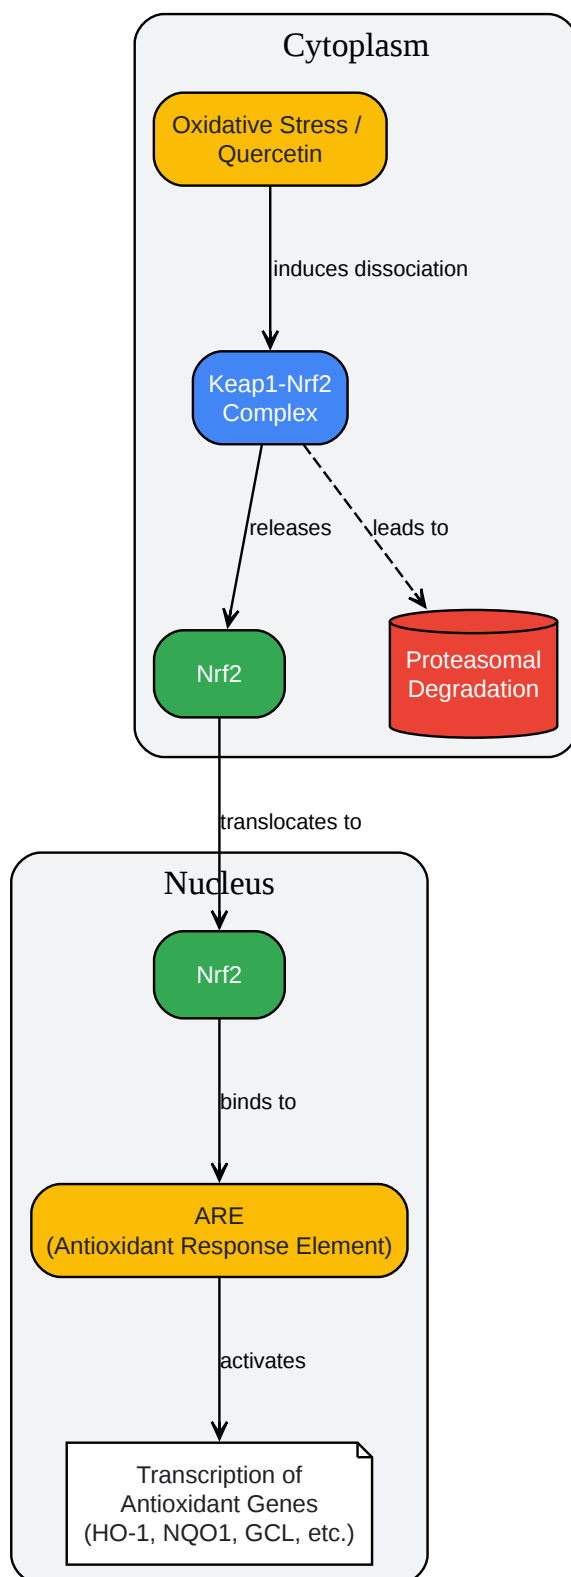 Cytoplasm
Oxidative Stress /
Quercetin
induces dissociation
Keap1-Nrf2
Complex
releases
leads to
Nrf2
Proteasomal
Degradation
translocates to
Nucleus
Nrf2
binds to
ARE
(Antioxidant Response Element)
activates
Transcription of
Antioxidant Genes
(HO-1, NQO1, GCL, etc.)